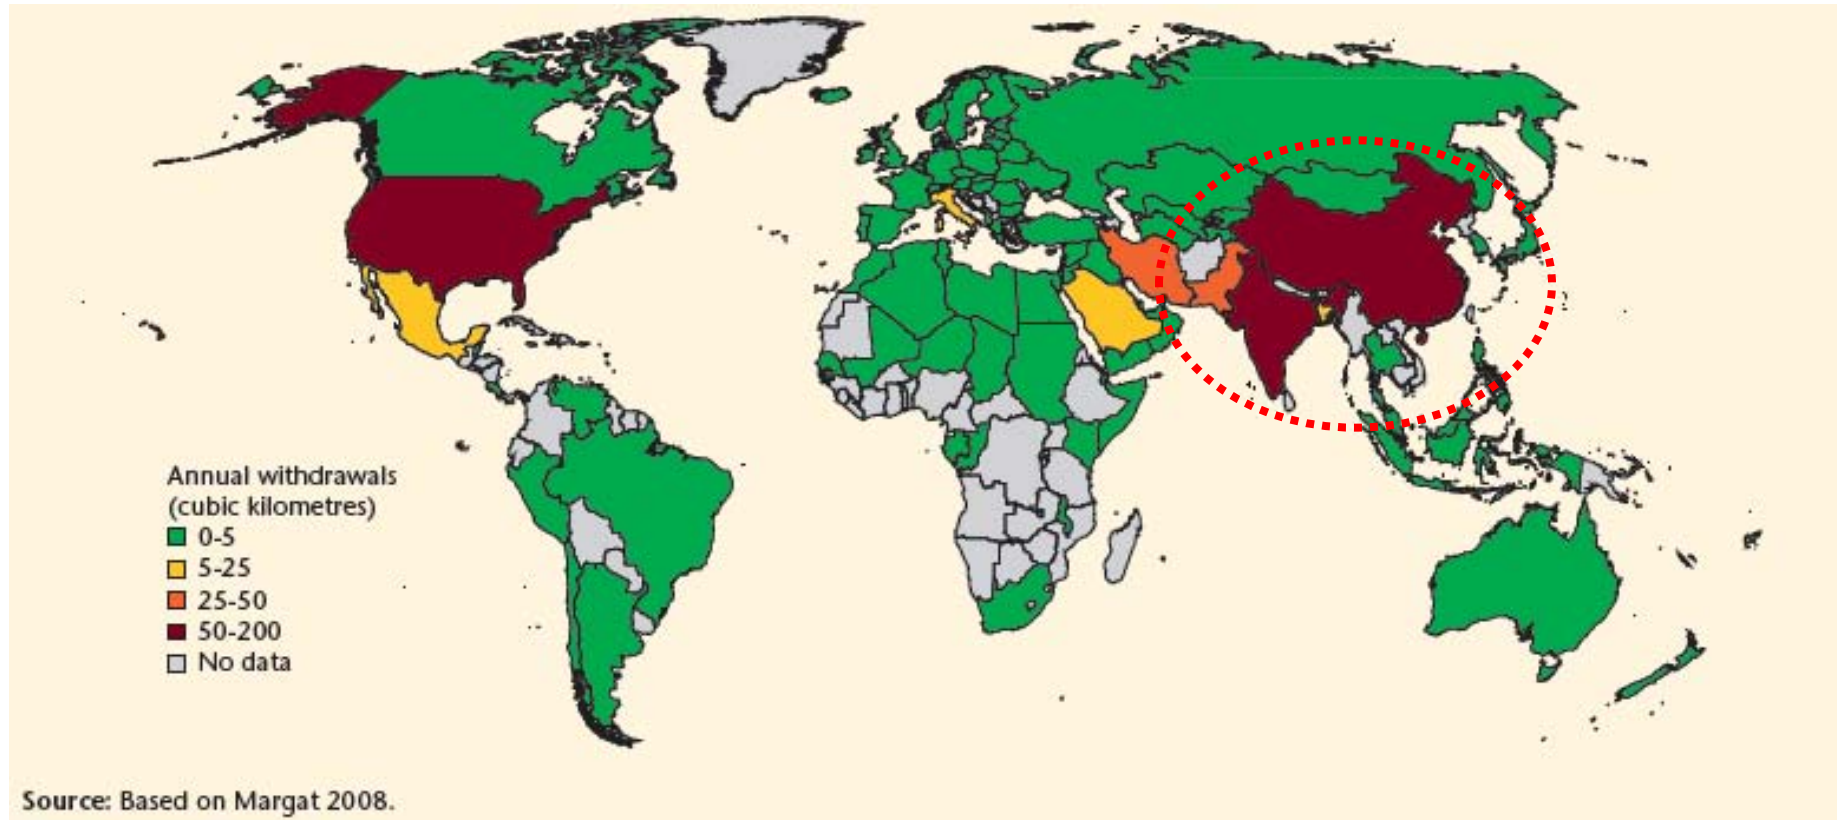 Annual withdrawals
(cubic kilometres)
0-5
5-25
25-50
50-200
No data
Source: Based on Margat 2008.